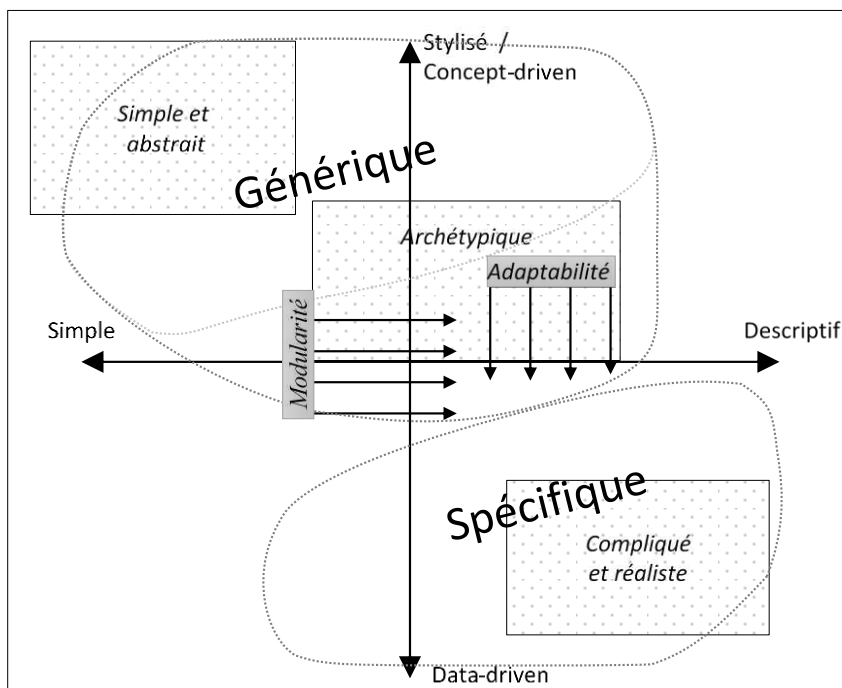 Stylisé /
Concept-driven
Simple et
abstrait
Générique
Archétypique
Adaptabilité
Modularité
Simple
Descriptif
Spécifique
Compliqué
et réaliste
Data-driven